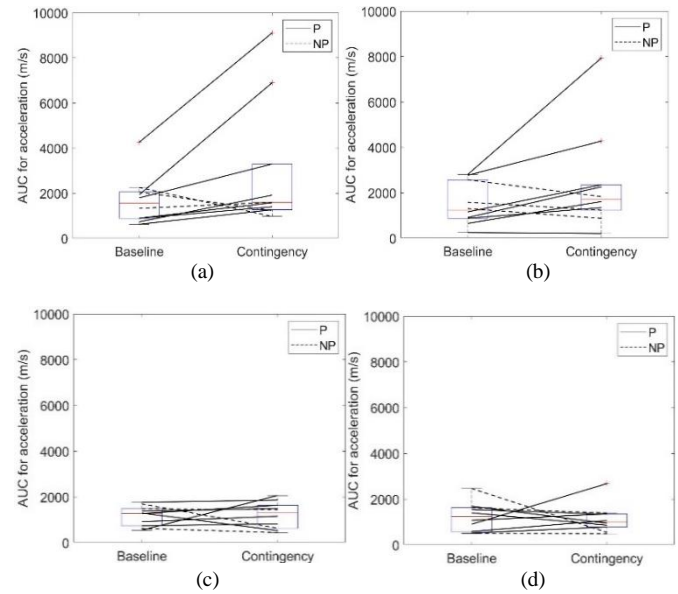 AUC for acceleration (m/s)
10000
8000
6000
4000
2000
0
P
NP
Baseline
Contingency
(a)
AUC for acceleration (m/s)
10000
8000
6000
4000
2000
0
P
NP
Baseline
Contingency
(b)
AUC for acceleration (m/s)
10000
8000
6000
4000
2000
0
P
NP
Baseline
Contingency
(c)
AUC for acceleration (m/s)
10000
8000
6000
4000
2000
0
P
NP
Baseline
Contingency
(d)